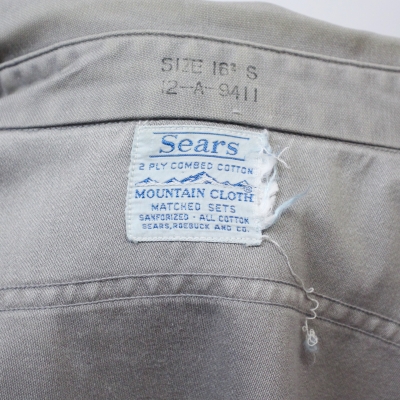 SIZE 16½ S
12-A-9411
Sears
2 PLY COMBED COTTON
MOUNTAIN CLOTH
MATCHED SETS
SANFORIZED - ALL COTTON
SEARS, ROEBUCK AND CO.